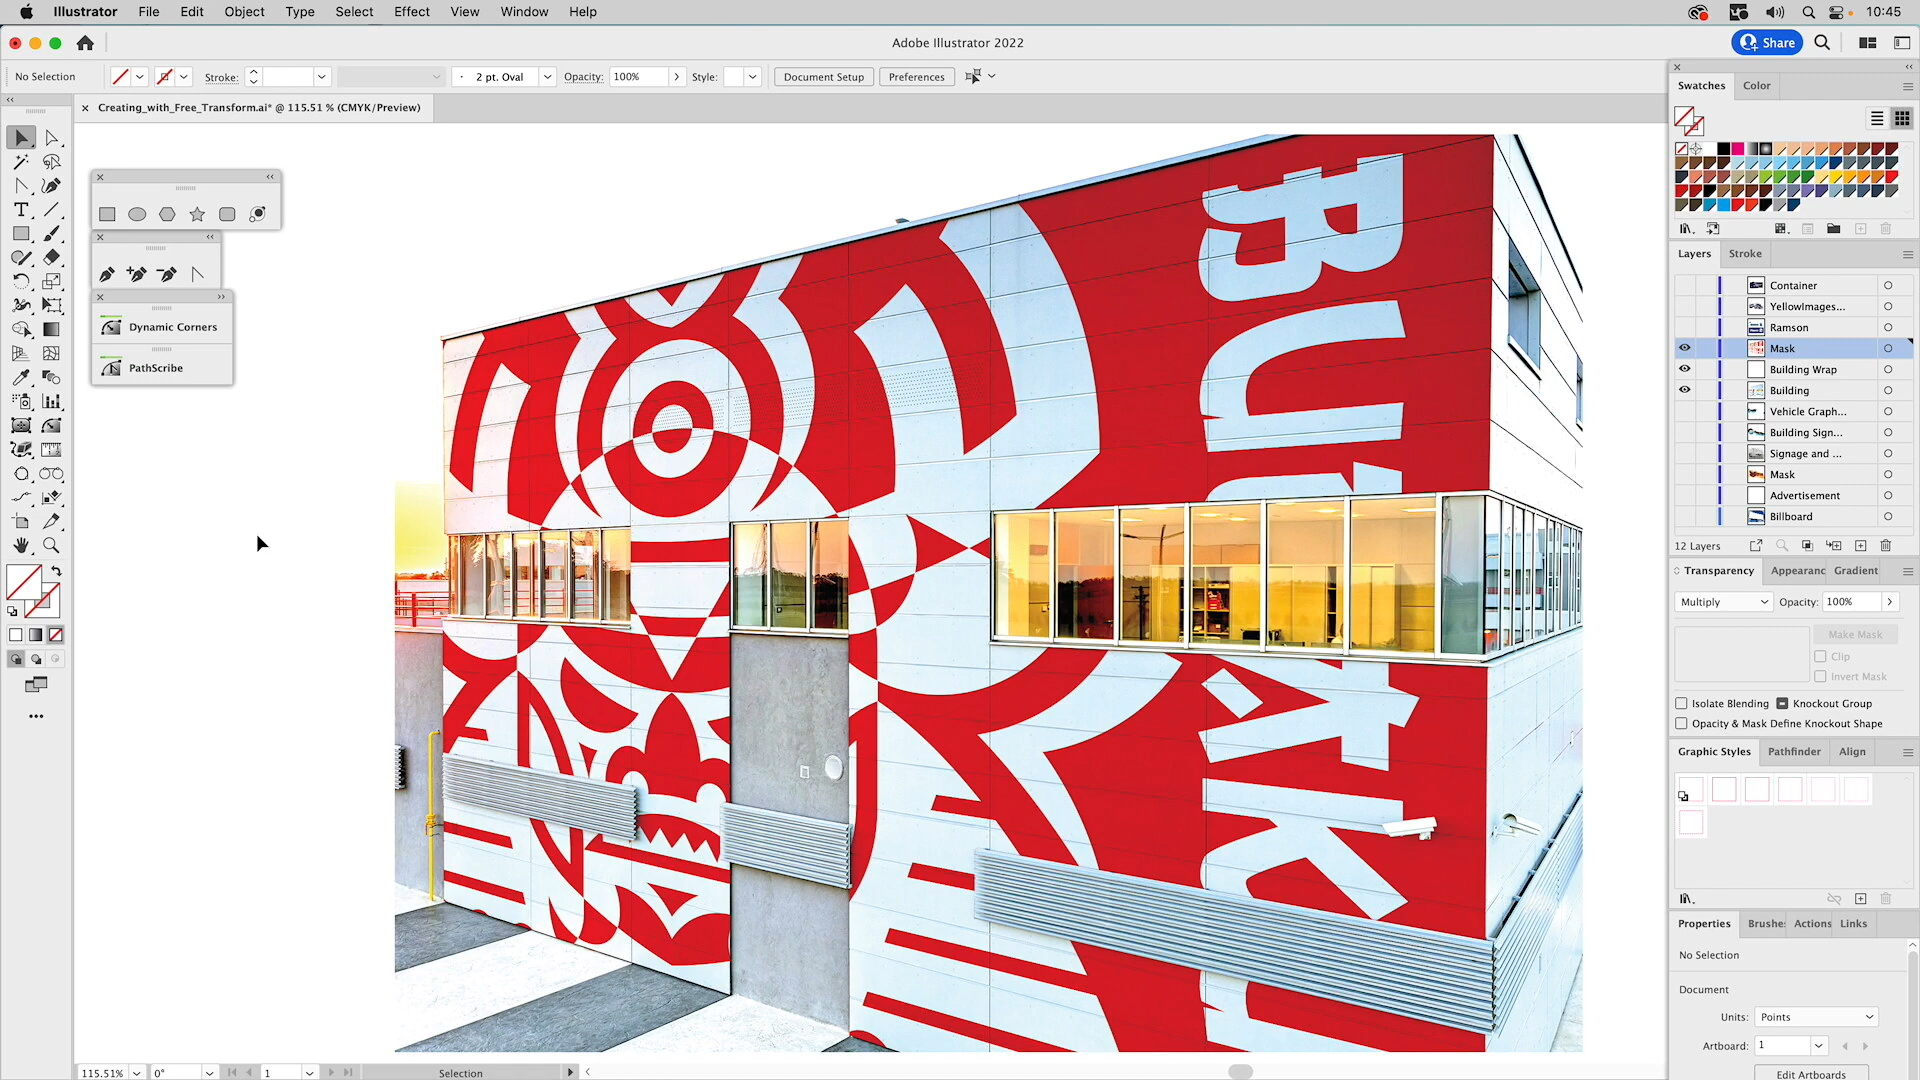 Illustrator File Edit Object Type Select Effect View Window Help 10:45
Adobe Illustrator 2022
Share
No Selection Stroke: 2 pt. Oval Opacity: 100% Style: Document Setup Preferences
Creating_with_Free_Transform.ai* @ 115.51 % (CMYK/Preview)
Dynamic Corners
PathScribe
Swatches Color
Layers Stroke
Container
YellowImages...
Ramson
Mask
Building Wrap
Building
Vehicle Graph...
Building Sign...
Signage and ...
Mask
Advertisement
Billboard
12 Layers
Transparency Appearanc Gradient
Multiply Opacity: 100%
Make Mask
Clip
Invert Mask
Isolate Blending Knockout Group
Opacity & Mask Define Knockout Shape
Graphic Styles Pathfinder Align
Properties Brushes Actions Links
No Selection
Document
Units: Points
Artboard: 1
Edit Artboards
115.51% 0° 1 Selection